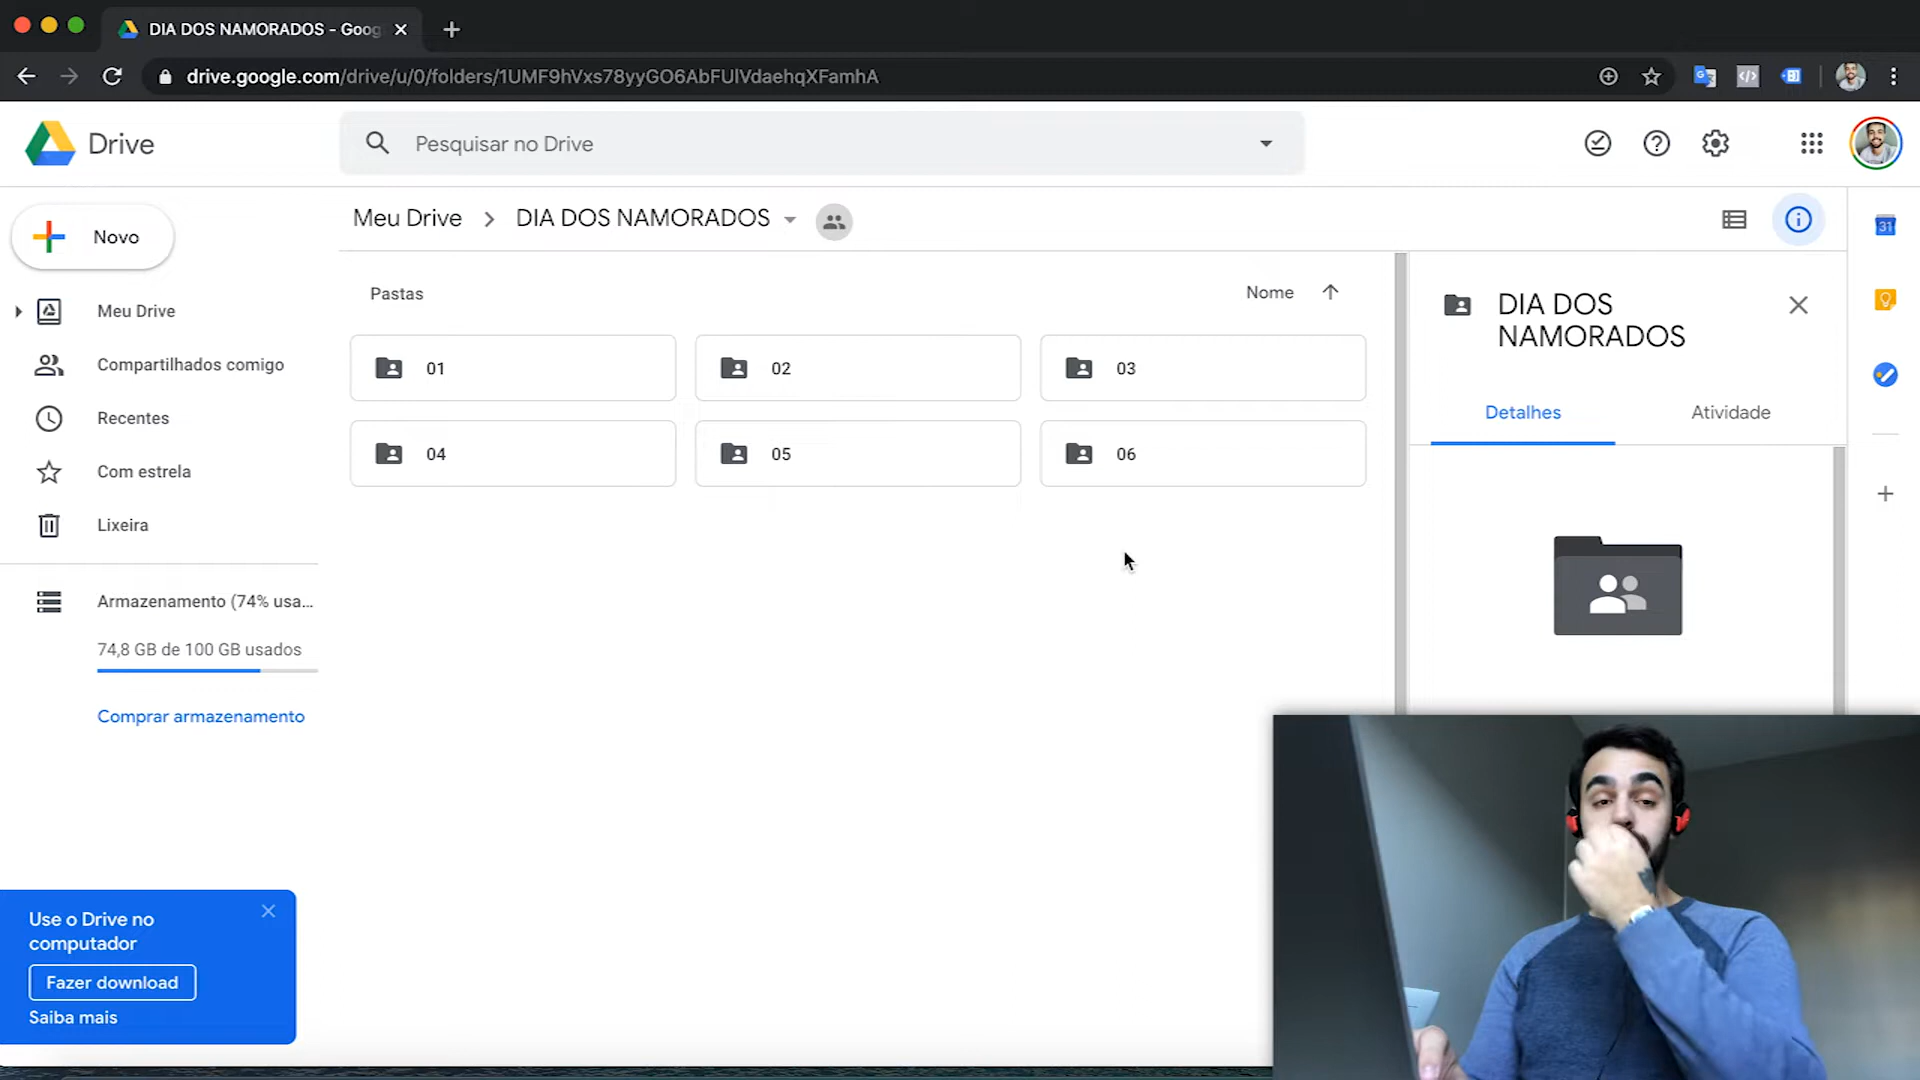 DIA DOS NAMORADOS - Goog
drive.google.com/drive/u/0/folders/1UMF9hVxs78yyGO6AbFUlVdaehqXFamhA
Drive
Pesquisar no Drive
Novo
Meu Drive
Compartilhados comigo
Recentes
Com estrela
Lixeira
Armazenamento (74% usa...
74,8 GB de 100 GB usados
Comprar armazenamento
Use o Drive no
computador
Fazer download
Saiba mais
Meu Drive > DIA DOS NAMORADOS
Pastas
Nome
01
02
03
04
05
06
DIA DOS
NAMORADOS
Detalhes
Atividade
31